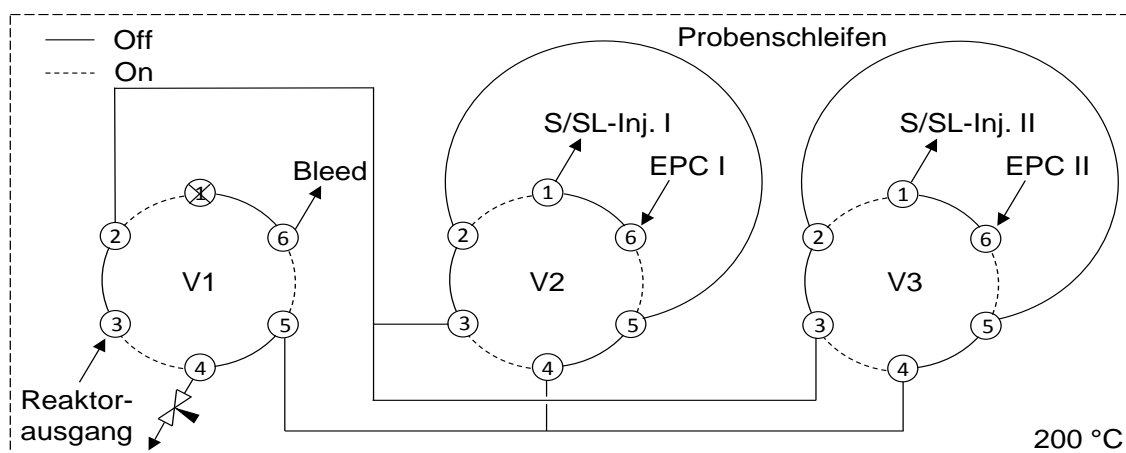 Off
On
Probenschleifen
S/SL-Inj. I
EPC I
S/SL-Inj. II
EPC II
Bleed
1
2
3
4
5
6
V1
1
2
3
4
5
6
V2
1
2
3
4
5
6
V3
Reaktor-
ausgang
200 °C